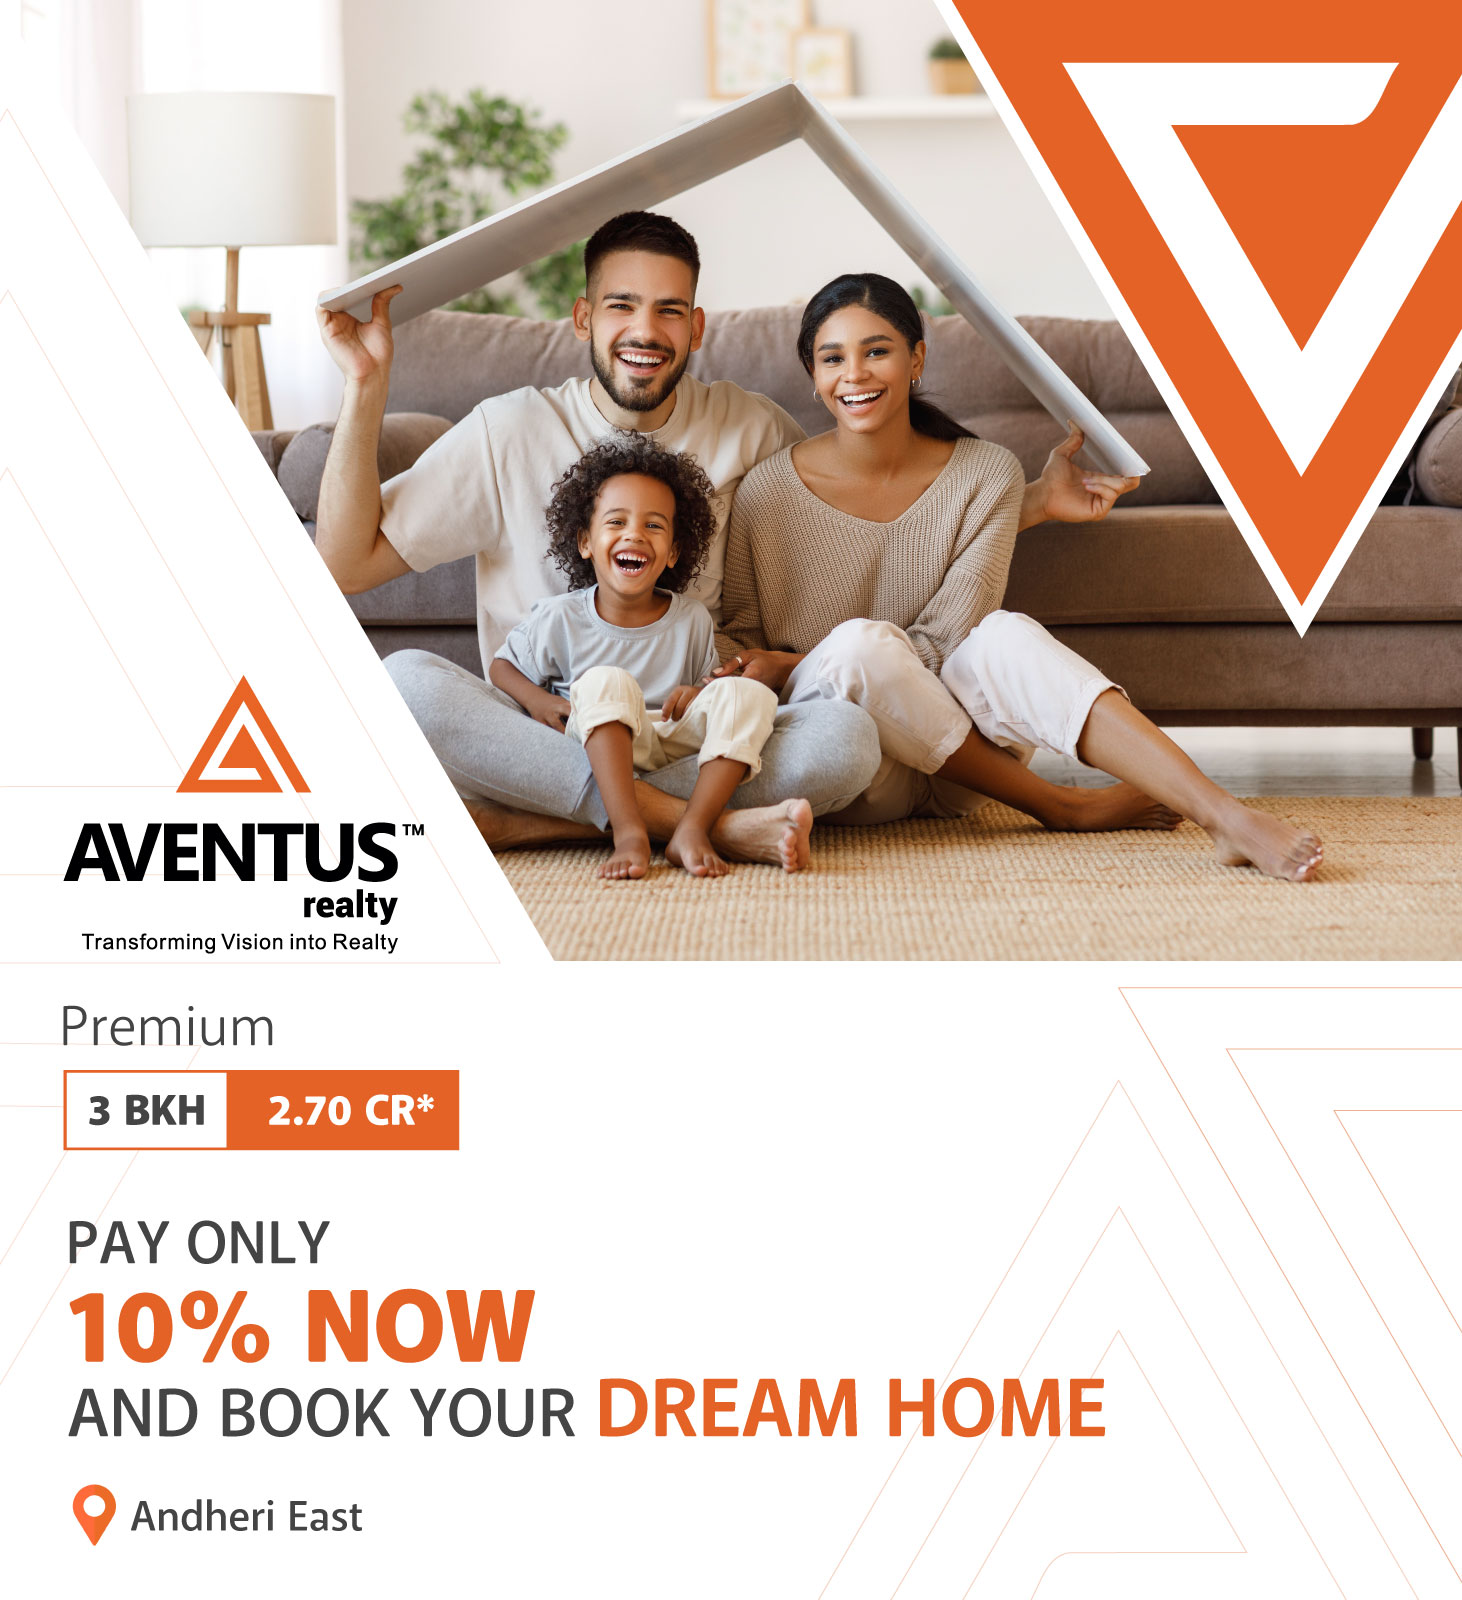 AVENTUS™
realty
Transforming Vision into Realty
Premium
3 BKH 2.70 CR*
PAY ONLY
10% NOW
AND BOOK YOUR DREAM HOME
Andheri East